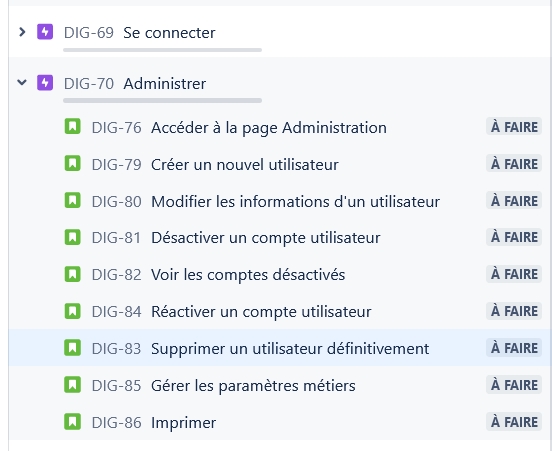 DIG-69 Se connecter
DIG-70 Administrer
DIG-76 Accéder à la page Administration À FAIRE
DIG-79 Créer un nouvel utilisateur À FAIRE
DIG-80 Modifier les informations d'un utilisateur À FAIRE
DIG-81 Désactiver un compte utilisateur À FAIRE
DIG-82 Voir les comptes désactivés À FAIRE
DIG-84 Réactiver un compte utilisateur À FAIRE
DIG-83 Supprimer un utilisateur définitivement À FAIRE
DIG-85 Gérer les paramètres métiers À FAIRE
DIG-86 Imprimer À FAIRE